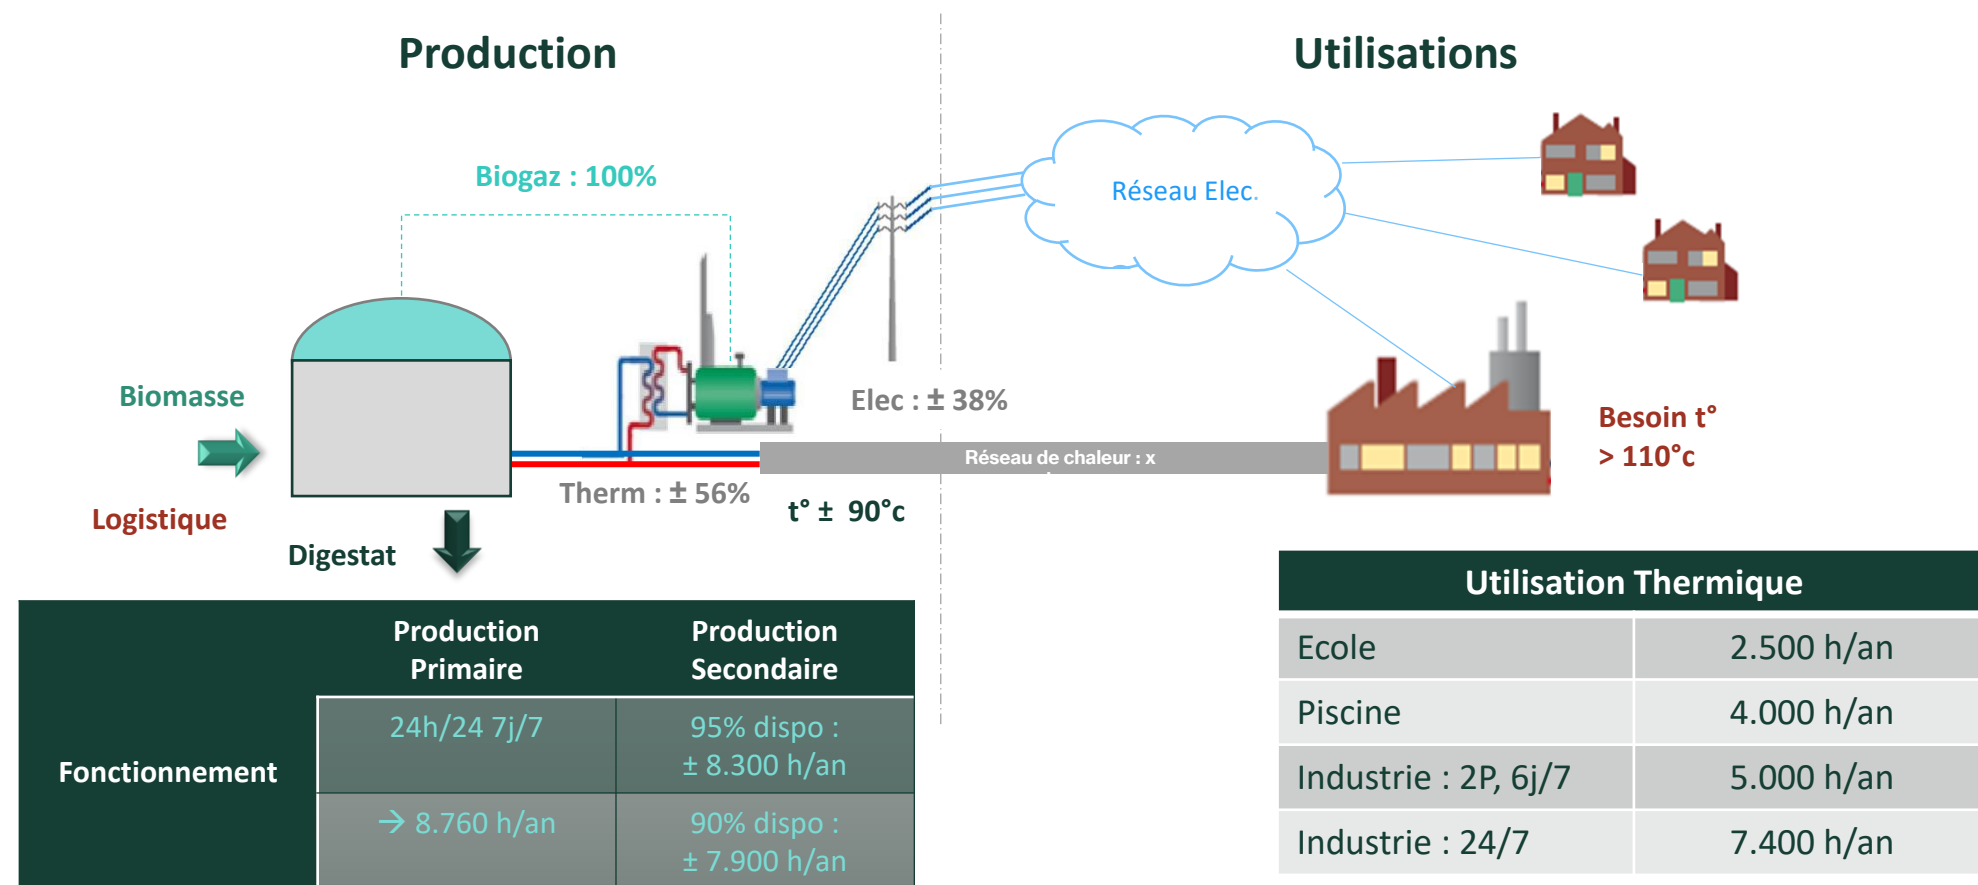 Production
Utilisations
Biogaz : 100%
Réseau Elec.
Biomasse
Elec : ± 38%
Besoin t°
> 110°c
Réseau de chaleur : x
Therm : ± 56%
t° ± 90°c
Logistique
Digestat
Production
Primaire
Production
Secondaire
Fonctionnement
24h/24 7j/7
95% dispo :
± 8.300 h/an
→ 8.760 h/an
90% dispo :
± 7.900 h/an
Utilisation Thermique
Ecole
2.500 h/an
Piscine
4.000 h/an
Industrie : 2P, 6j/7
5.000 h/an
Industrie : 24/7
7.400 h/an